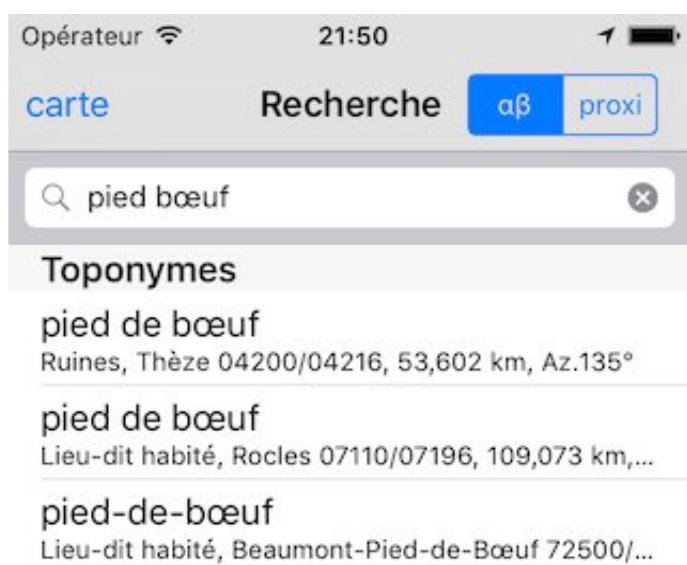 Opérateur 21:50
carte Recherche αβ proxi
pied bœuf
Toponymes
pied de bœuf
Ruines, Thèze 04200/04216, 53,602 km, Az.135°
pied de bœuf
Lieu-dit habité, Rocles 07110/07196, 109,073 km,...
pied-de-bœuf
Lieu-dit habité, Beaumont-Pied-de-Bœuf 72500/...